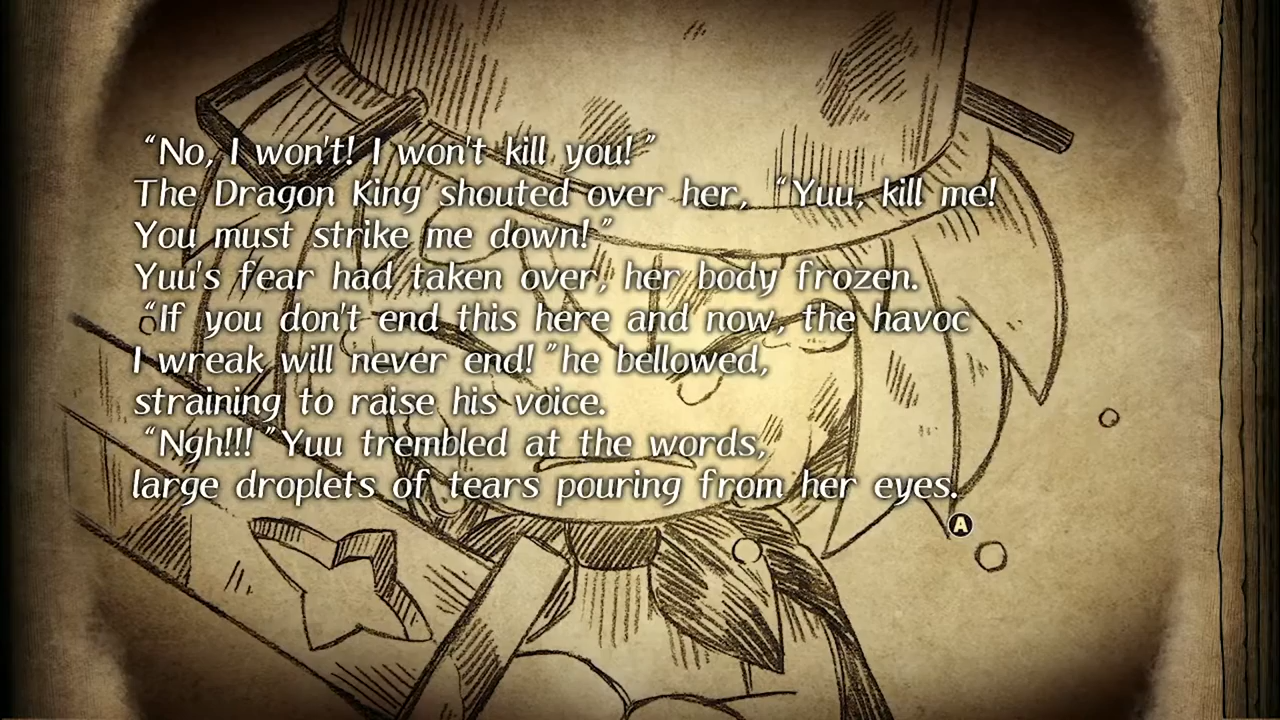 “No, I won't! I won't kill you!”
The Dragon King shouted over her, “Yuu, kill me!
You must strike me down!”
Yuu's fear had taken over, her body frozen.
“If you don't end this here and now, the havoc
I wreak will never end!” he bellowed,
straining to raise his voice.
“Ngh!!!” Yuu trembled at the words,
large droplets of tears pouring from her eyes.
A